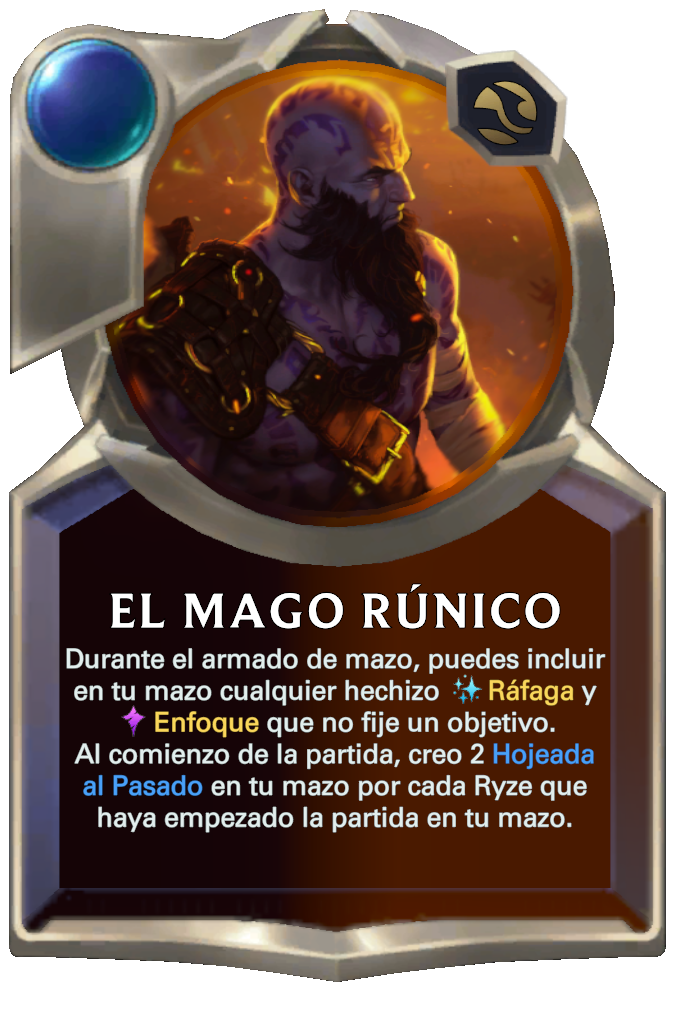 EL MAGO RÚNICO
Durante el armado de mazo, puedes incluir
en tu mazo cualquier hechizo Ráfaga y
Enfoque que no fije un objetivo.
Al comienzo de la partida, creo 2 Hojeada
al Pasado en tu mazo por cada Ryze que
haya empezado la partida en tu mazo.